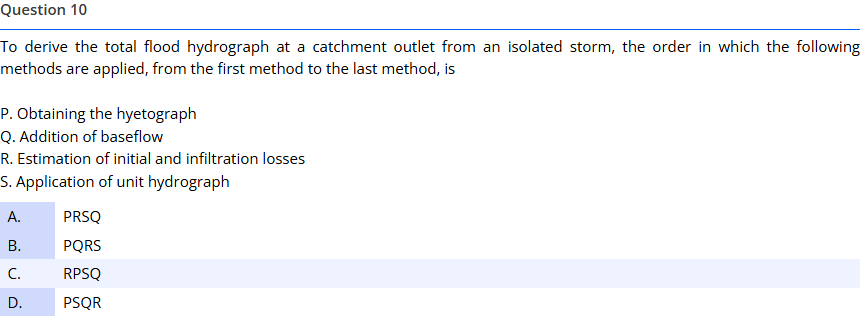 Question 10
To derive the total flood hydrograph at a catchment outlet from an isolated storm, the order in which the following
methods are applied, from the first method to the last method, is
P. Obtaining the hyetograph
Q. Addition of baseflow
R. Estimation of initial and infiltration losses
S. Application of unit hydrograph
A. PRSQ
B. PQRS
C. RPSQ
D. PSQR